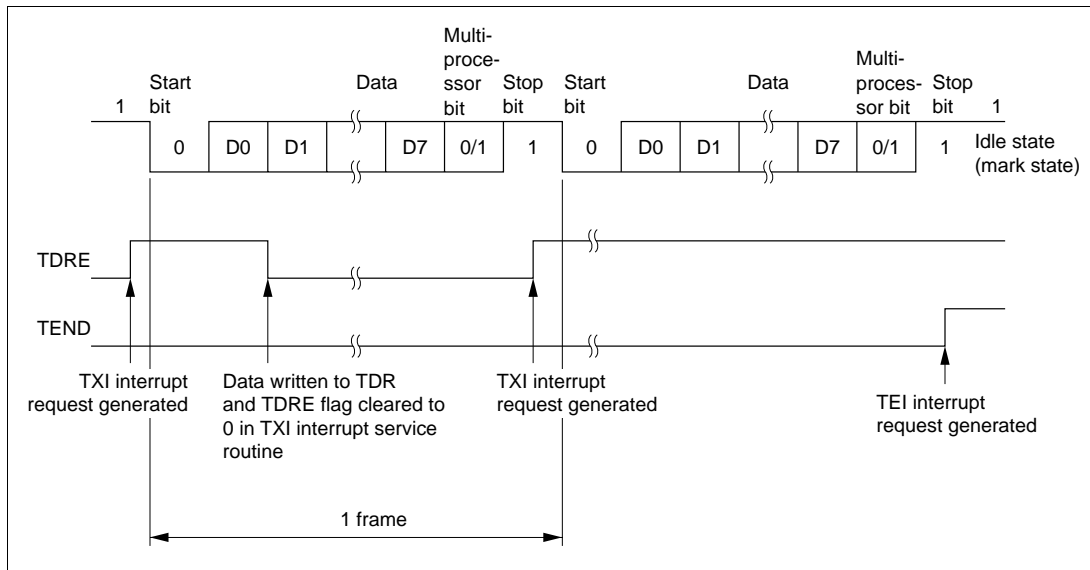 1
Start
bit
Data
Multi-
proce-
ssor
bit
Stop
bit
Start
bit
Data
Multi-
proces-
sor bit
Stop
bit
1
0
D0
D1
D7
0/1
1
0
D0
D1
D7
0/1
1
Idle state
(mark state)
TDRE
TEND
TXI interrupt
request generated
Data written to TDR
and TDRE flag cleared to
0 in TXI interrupt service
routine
TXI interrupt
request generated
TEI interrupt
request generated
1 frame